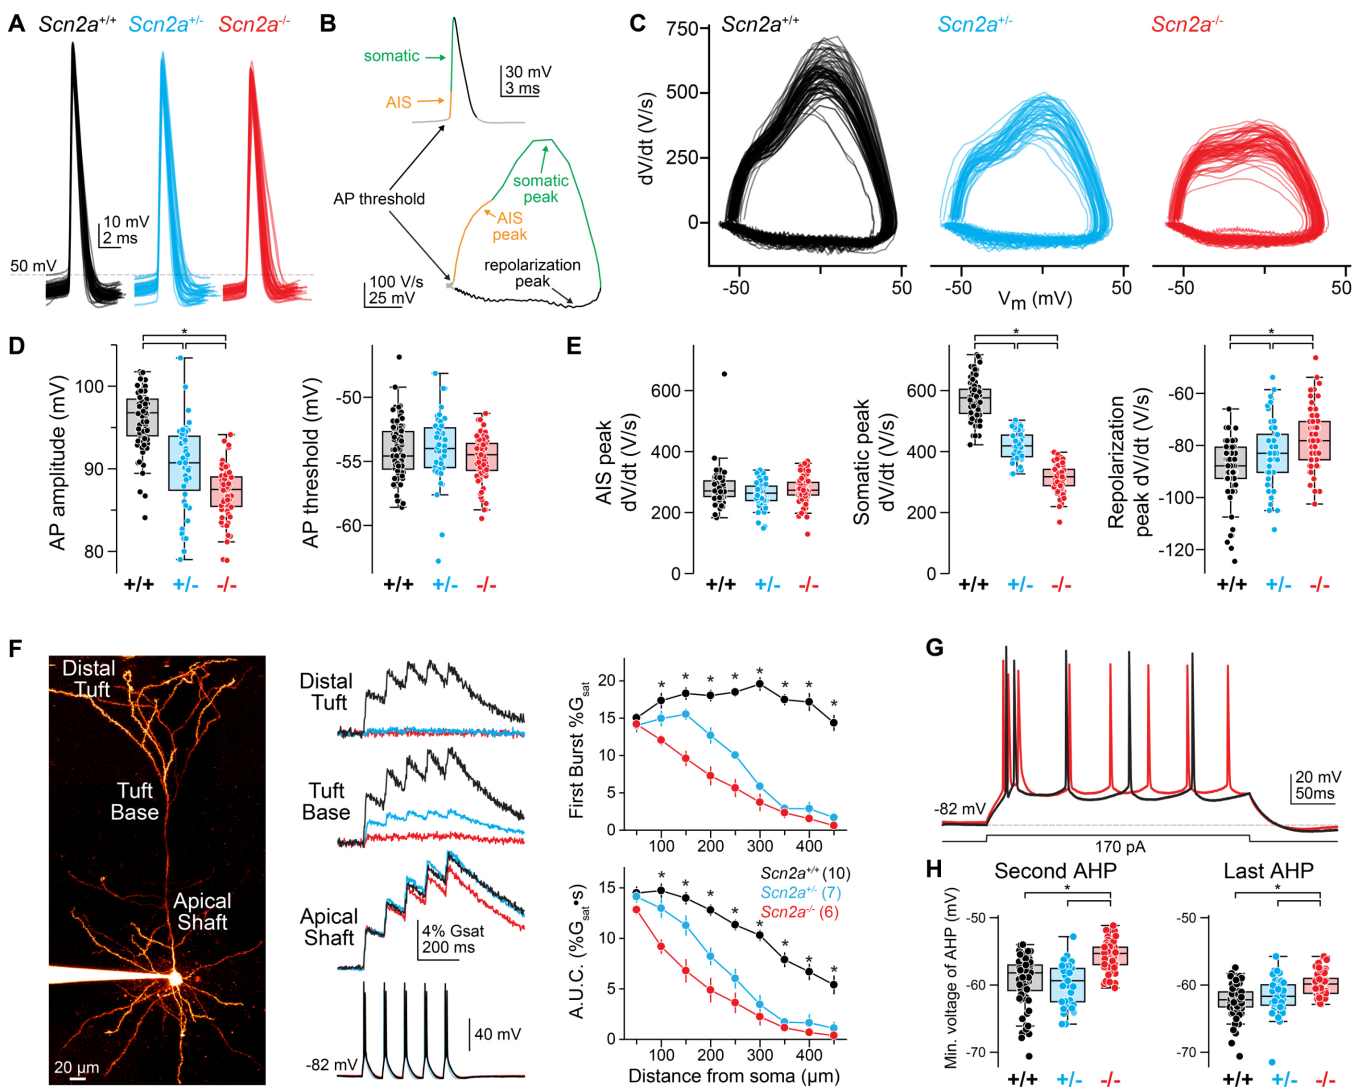 A
Scn2a+/+
Scn2a+/-
Scn2a-/-
10 mV
2 ms
50 mV
B
somatic
AIS
30 mV
3 ms
AP threshold
somatic
peak
AIS
peak
repolarization
peak
100 V/s
25 mV
C
Scn2a+/+
Scn2a+/-
Scn2a-/-
dV/dt (V/s)
750
500
250
0
-50
0
50
-50
0
50
-50
0
50
Vm (mV)
D
AP amplitude (mV)
100
90
80
*
+/+
+/-
-/-
AP threshold (mV)
-50
-55
-60
+/+
+/-
-/-
E
AIS peak
dV/dt (V/s)
600
400
200
0
+/+
+/-
-/-
Somatic peak
dV/dt (V/s)
600
400
200
0
*
+/+
+/-
-/-
Repolarization
peak dV/dt (V/s)
-60
-80
-100
-120
*
+/+
+/-
-/-
F
Distal
Tuft
Tuft
Base
Apical
Shaft
20 µm
Distal
Tuft
Tuft
Base
Apical
Shaft
4% Gsat
200 ms
40 mV
-82 mV
First Burst %Gsat
20
15
10
5
0
* * * * * * * *
100
200
300
400
A.U.C. (%Gsat•s)
15
10
5
0
* * * * * * * *
Scn2a+/+ (10)
Scn2a+/- (7)
Scn2a-/- (6)
100
200
300
400
Distance from soma (µm)
G
-82 mV
20 mV
50ms
170 pA
H
Second AHP
Last AHP
Min. voltage of AHP (mV)
-50
-60
-70
*
+/+
+/-
-/-
-50
-60
-70
*
+/+
+/-
-/-